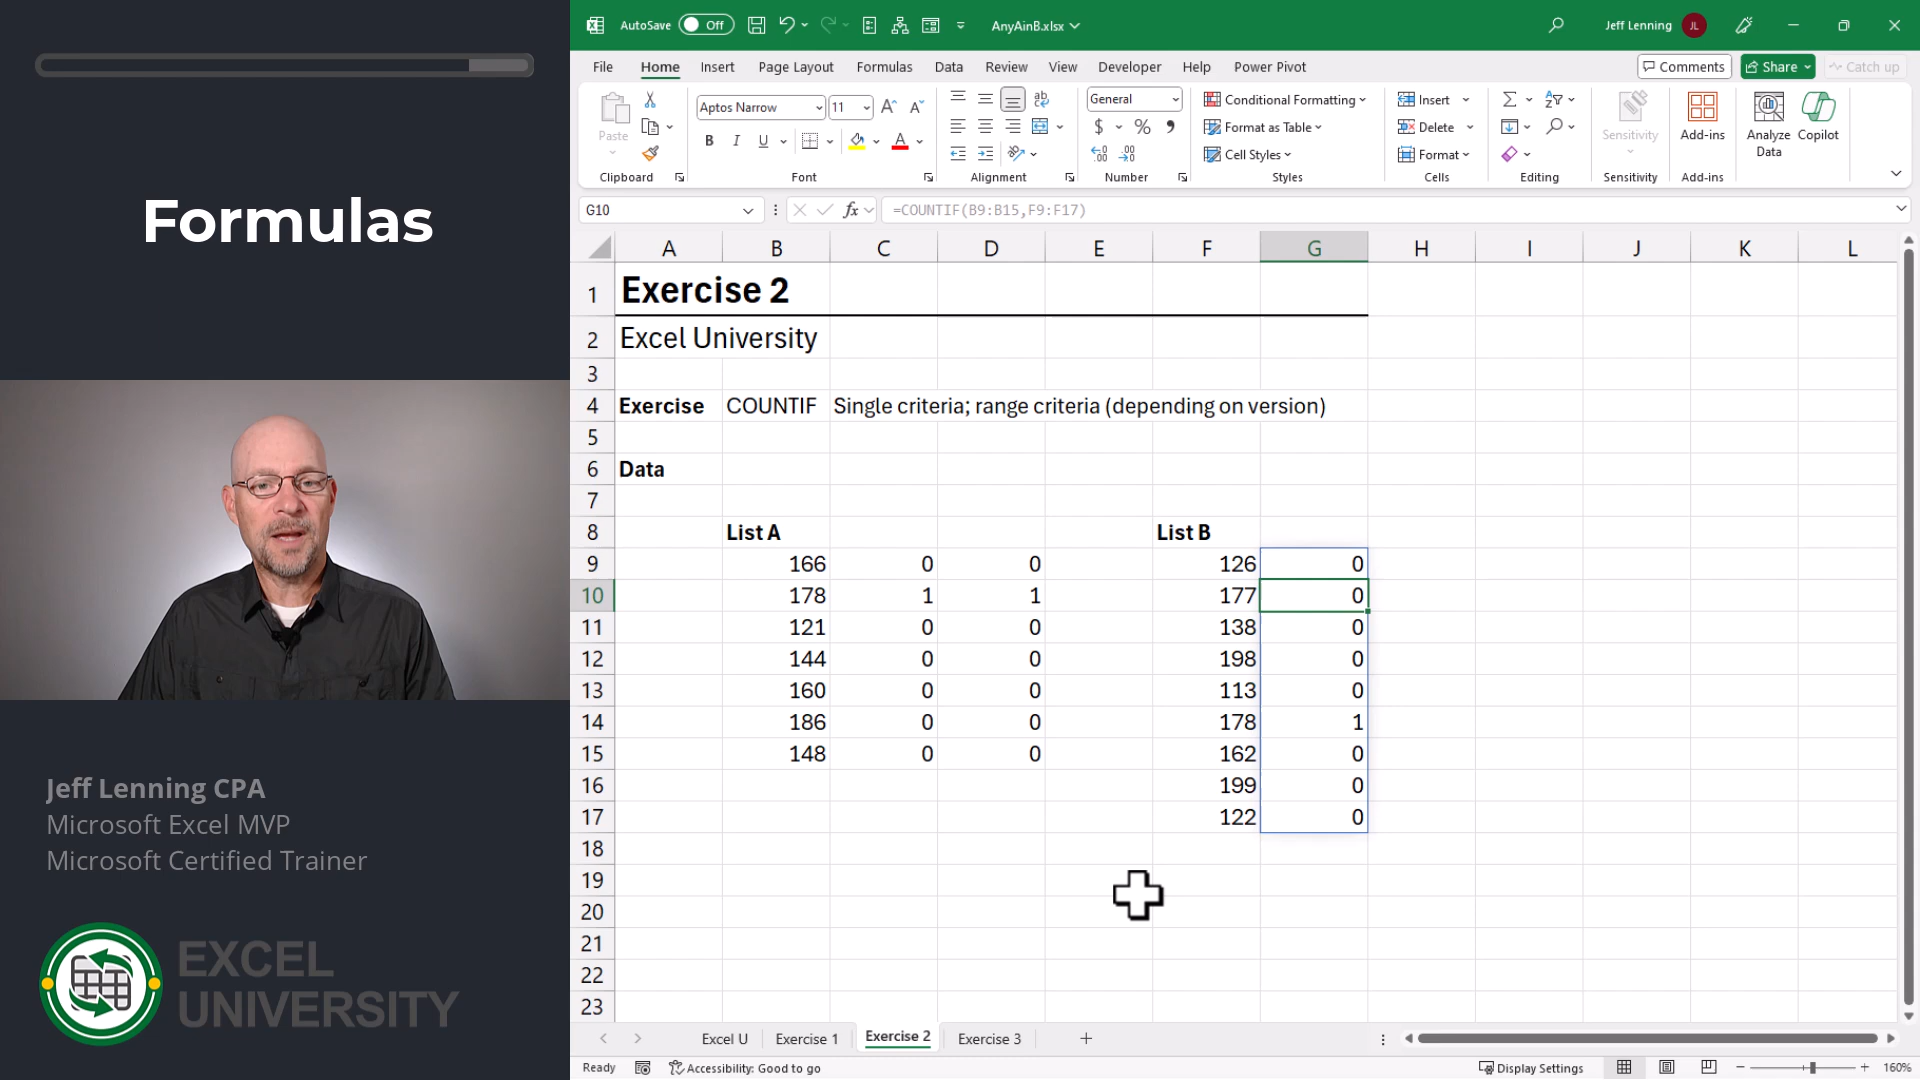 Formulas
Jeff Lenning CPA
Microsoft Excel MVP
Microsoft Certified Trainer
EXCEL
UNIVERSITY
AutoSave Off AnyAinB.xlsx Jeff Lenning JL
File Home Insert Page Layout Formulas Data Review View Developer Help Power Pivot Comments Share Catch up
Paste Aptos Narrow 11 General Conditional Formatting Format as Table Cell Styles Insert Delete Format Sensitivity Add-ins Analyze Data Copilot
Clipboard Font Alignment Number Styles Cells Editing Sensitivity Add-ins
G10 fx =COUNTIF(B9:B15,F9:F17)
A B C D E F G H I J K L
1 Exercise 2
2 Excel University
3
4 Exercise COUNTIF Single criteria; range criteria (depending on version)
5
6 Data
7
8 List A List B
9 166 0 0 126 0
10 178 1 1 177 0
11 121 0 0 138 0
12 144 0 0 198 0
13 160 0 0 113 0
14 186 0 0 178 1
15 148 0 0 162 0
16 199 0
17 122 0
18
19
20
21
22
23
Excel U Exercise 1 Exercise 2 Exercise 3
Ready Accessibility: Good to go Display Settings 160%